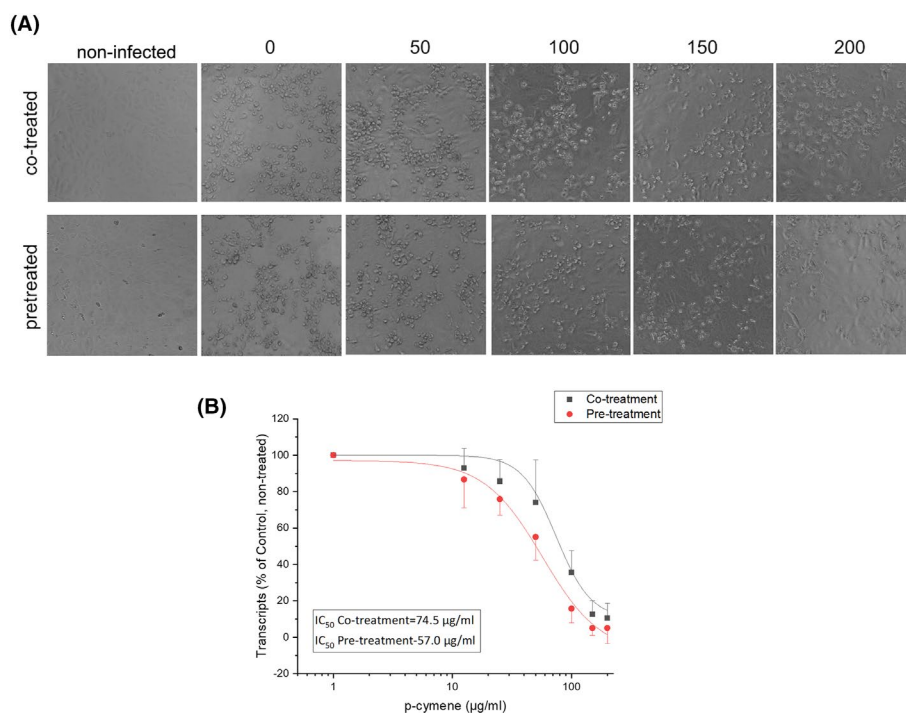 (A)
non-infected 0 50 100 150 200
co-treated
pretreated
(B)
Co-treatment
Pre-treatment
Transcripts (% of Control, non-treated)
120
100
80
60
40
20
0
-20
IC50 Co-treatment=74.5 µg/ml
IC50 Pre-treatment-57.0 µg/ml
1 10 100
p-cymene (µg/ml)